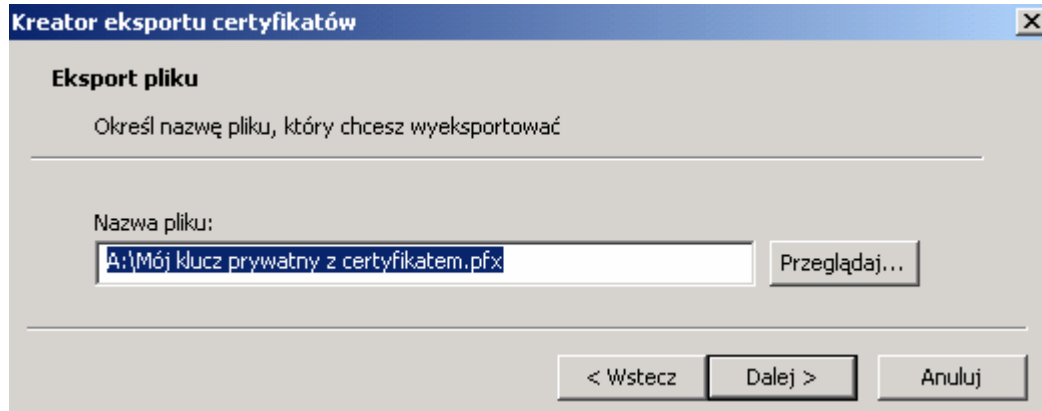 Kreator eksportu certyfikatów
Eksport pliku
Określ nazwę pliku, który chcesz wyeksportować
Nazwa pliku:
A:\Mój klucz prywatny z certyfikatem.pfx
Przeglądaj...
< Wstecz
Dalej >
Anuluj